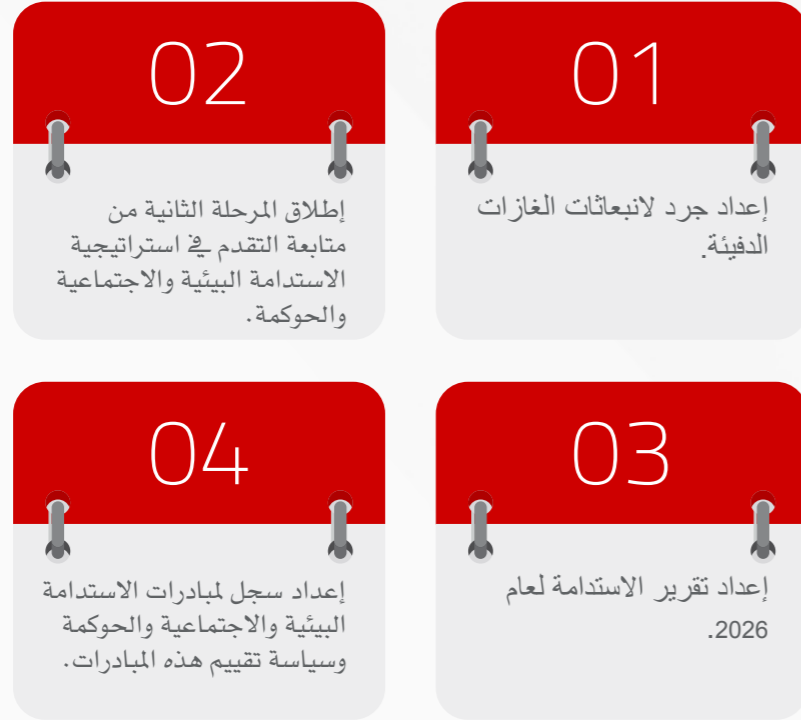 01
إعداد جرد لانبعاثات الغازات
الدفيئة.
02
إطلاق المرحلة الثانية من
متابعة التقدم في استراتيجية
الاستدامة البيئية والاجتماعية
والحوكمة.
03
إعداد تقرير الاستدامة لعام
2026.
04
إعداد سجل لمبادرات الاستدامة
البيئية والاجتماعية والحوكمة
وسياسة تقييم هذه المبادرات.